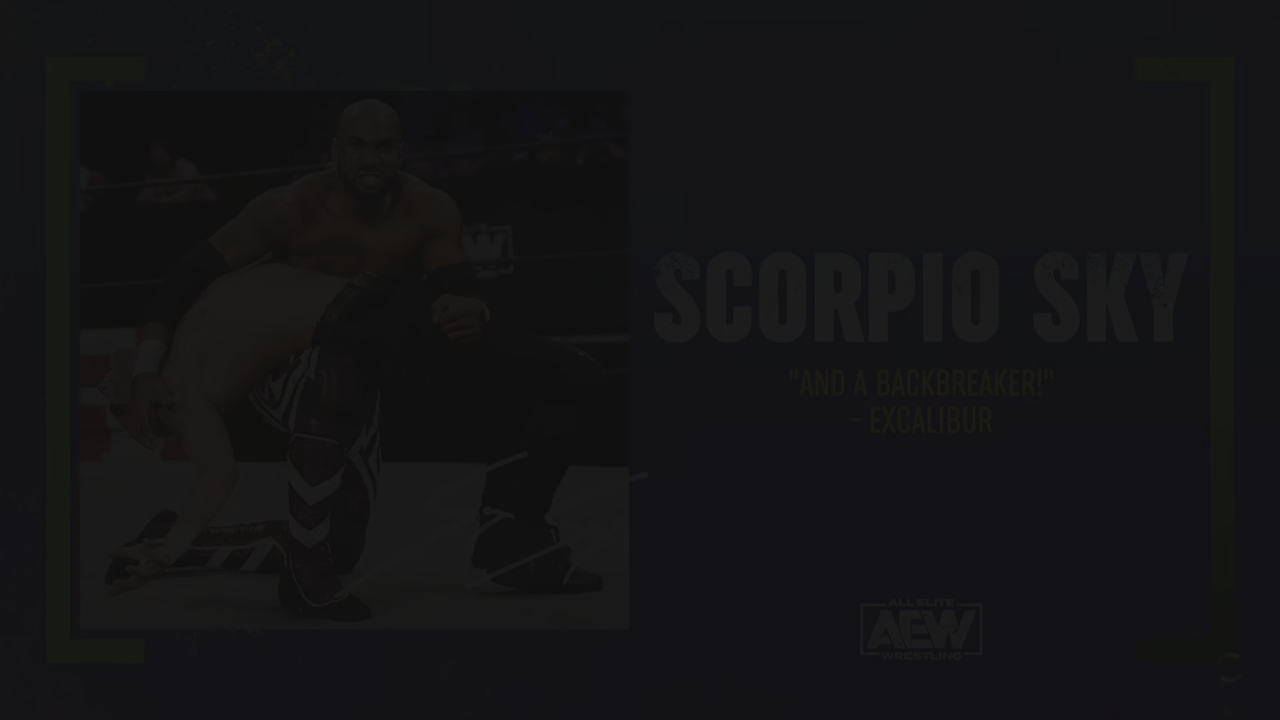 SCORPIO SKY
"AND A BACKBREAKER!"
- EXCALIBUR
ALL ELITE
AEW
WRESTLING